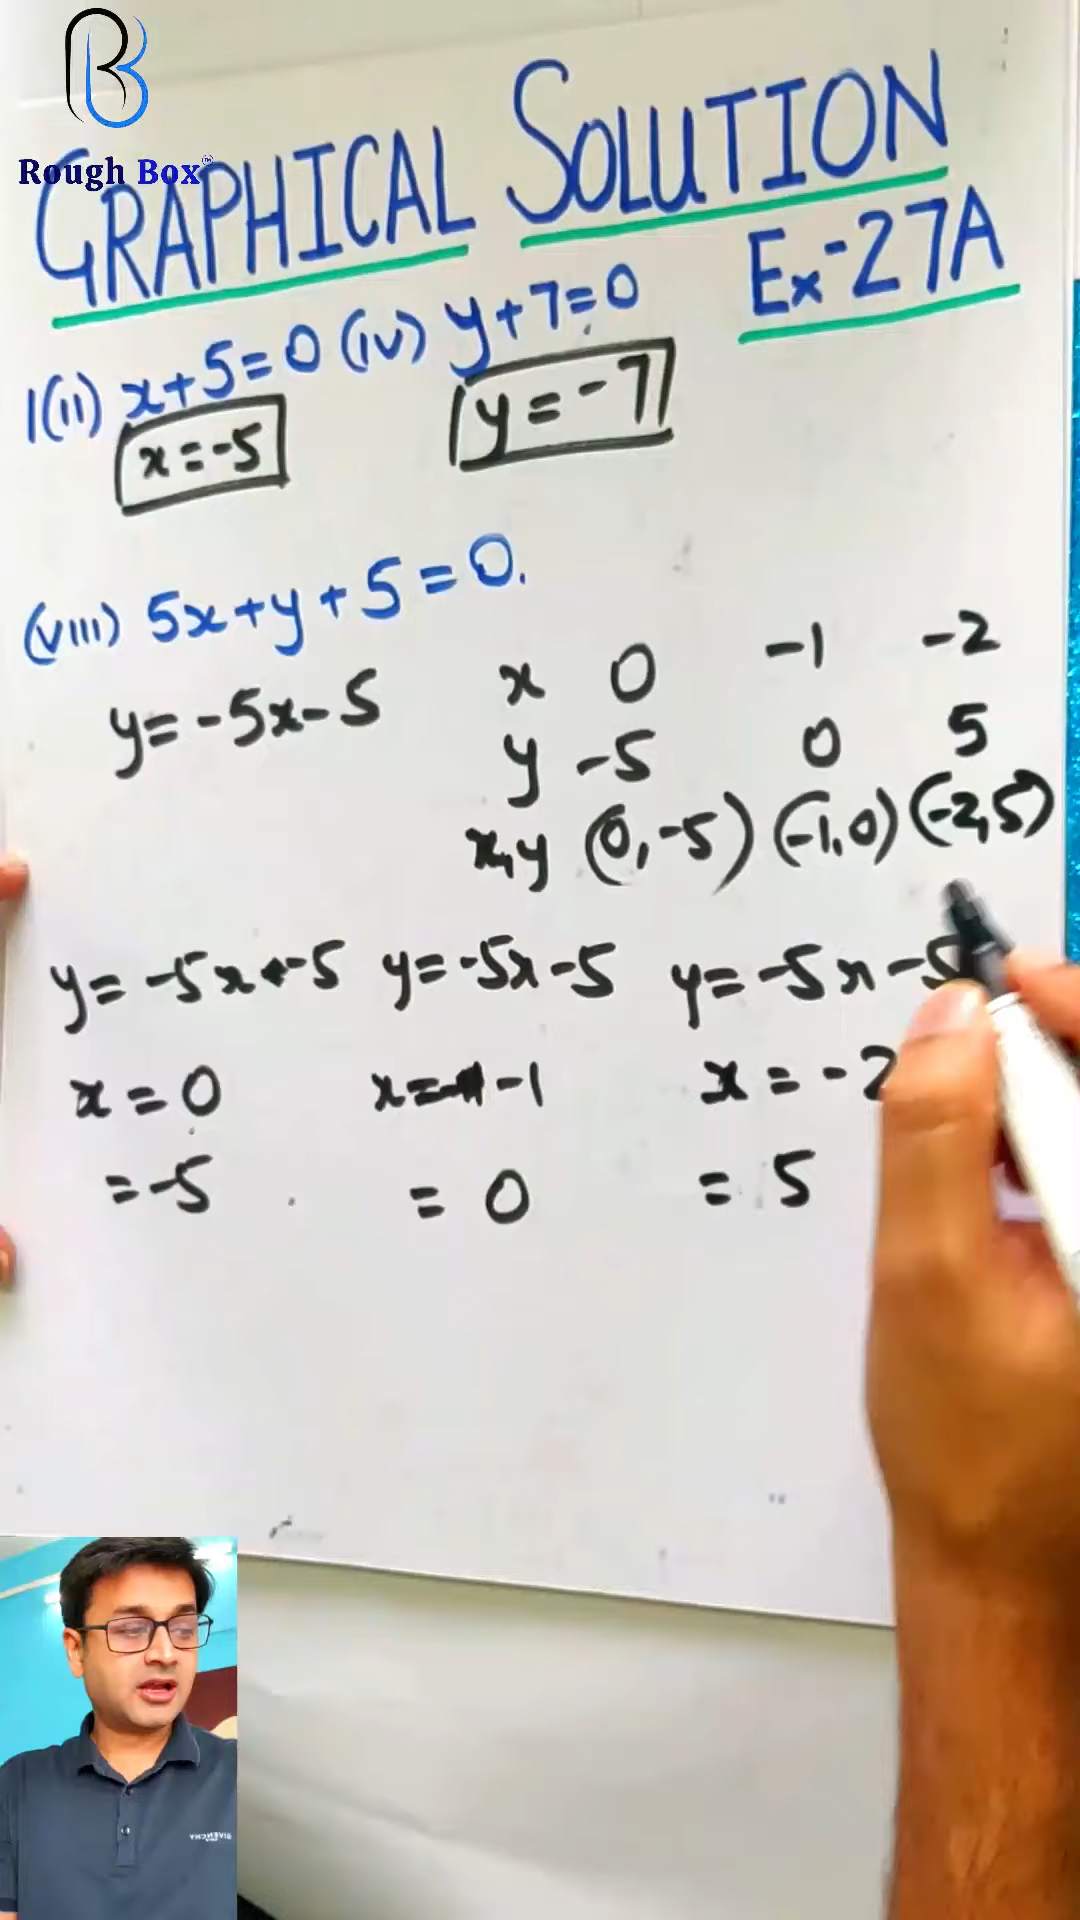 Rough Box™
GRAPHICAL SOLUTION
Ex-27A
1(ii) x+5=0 (iv) y+7=0
x=-5 y=-7
(viii) 5x+y+5=0.
y=-5x-5
x 0 -1 -2
y -5 0 5
x,y (0,-5) (-1,0) (-2,5)
y=-5x-5 y=-5x-5 y=-5x-5
x=0 x=-1 x=-2
=-5 = 0 = 5
GIVENCHY